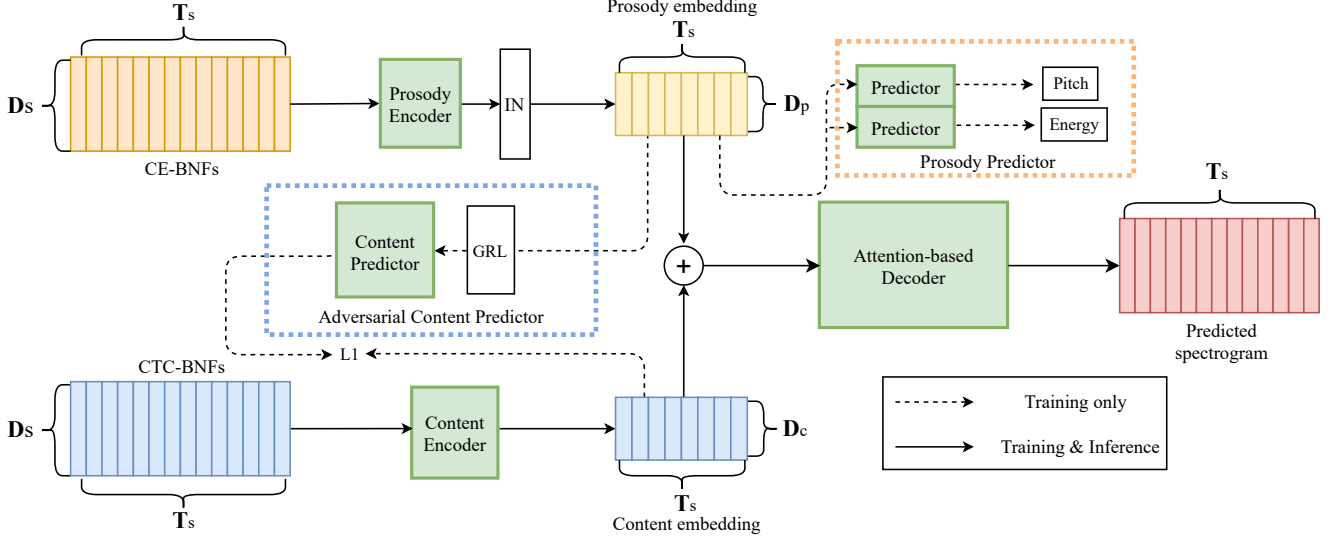 Prosody embedding
Ts
Ts
Ds
Prosody
Encoder
IN
Dp
Predictor
Pitch
Predictor
Energy
Prosody Predictor
CE-BNFs
Ts
Content
Predictor
GRL
Adversarial Content Predictor
+
Attention-based
Decoder
Predicted
spectrogram
L1
CTC-BNFs
Ds
Content
Encoder
Dc
Training only
Training & Inference
Ts
Ts
Content embedding